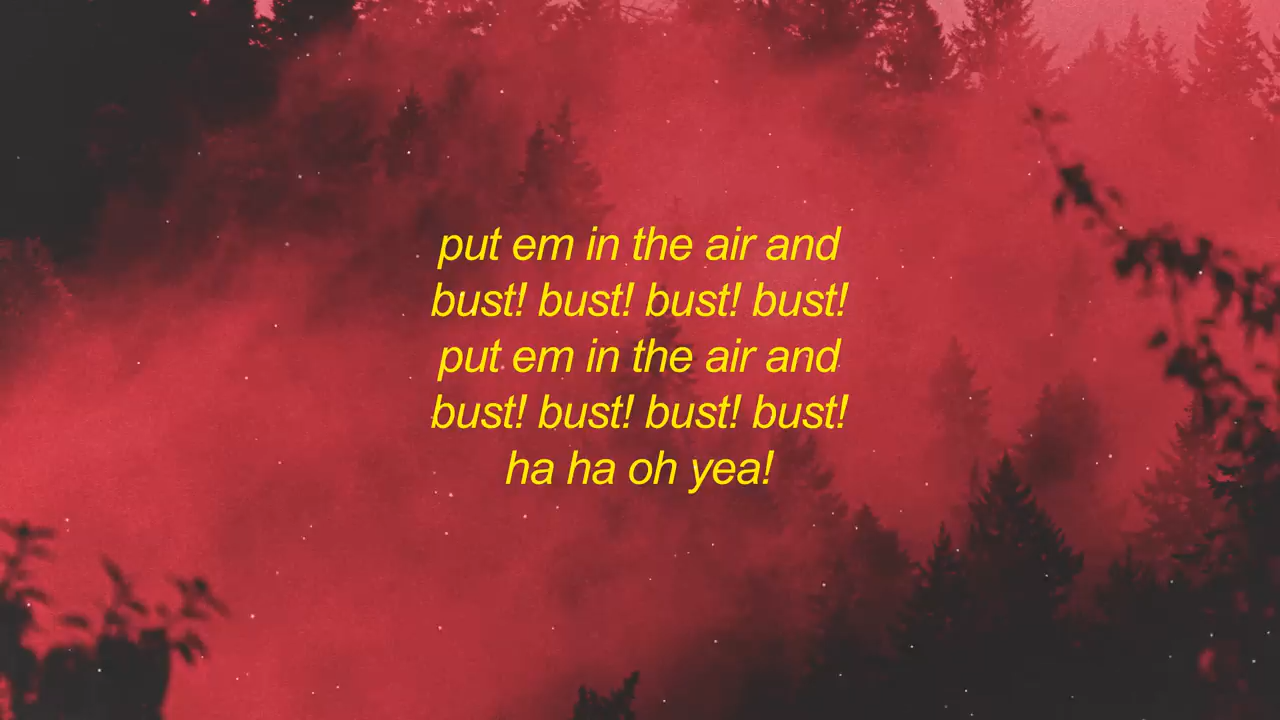 put em in the air and
bust! bust! bust! bust!
put em in the air and
bust! bust! bust! bust!
ha ha oh yea!